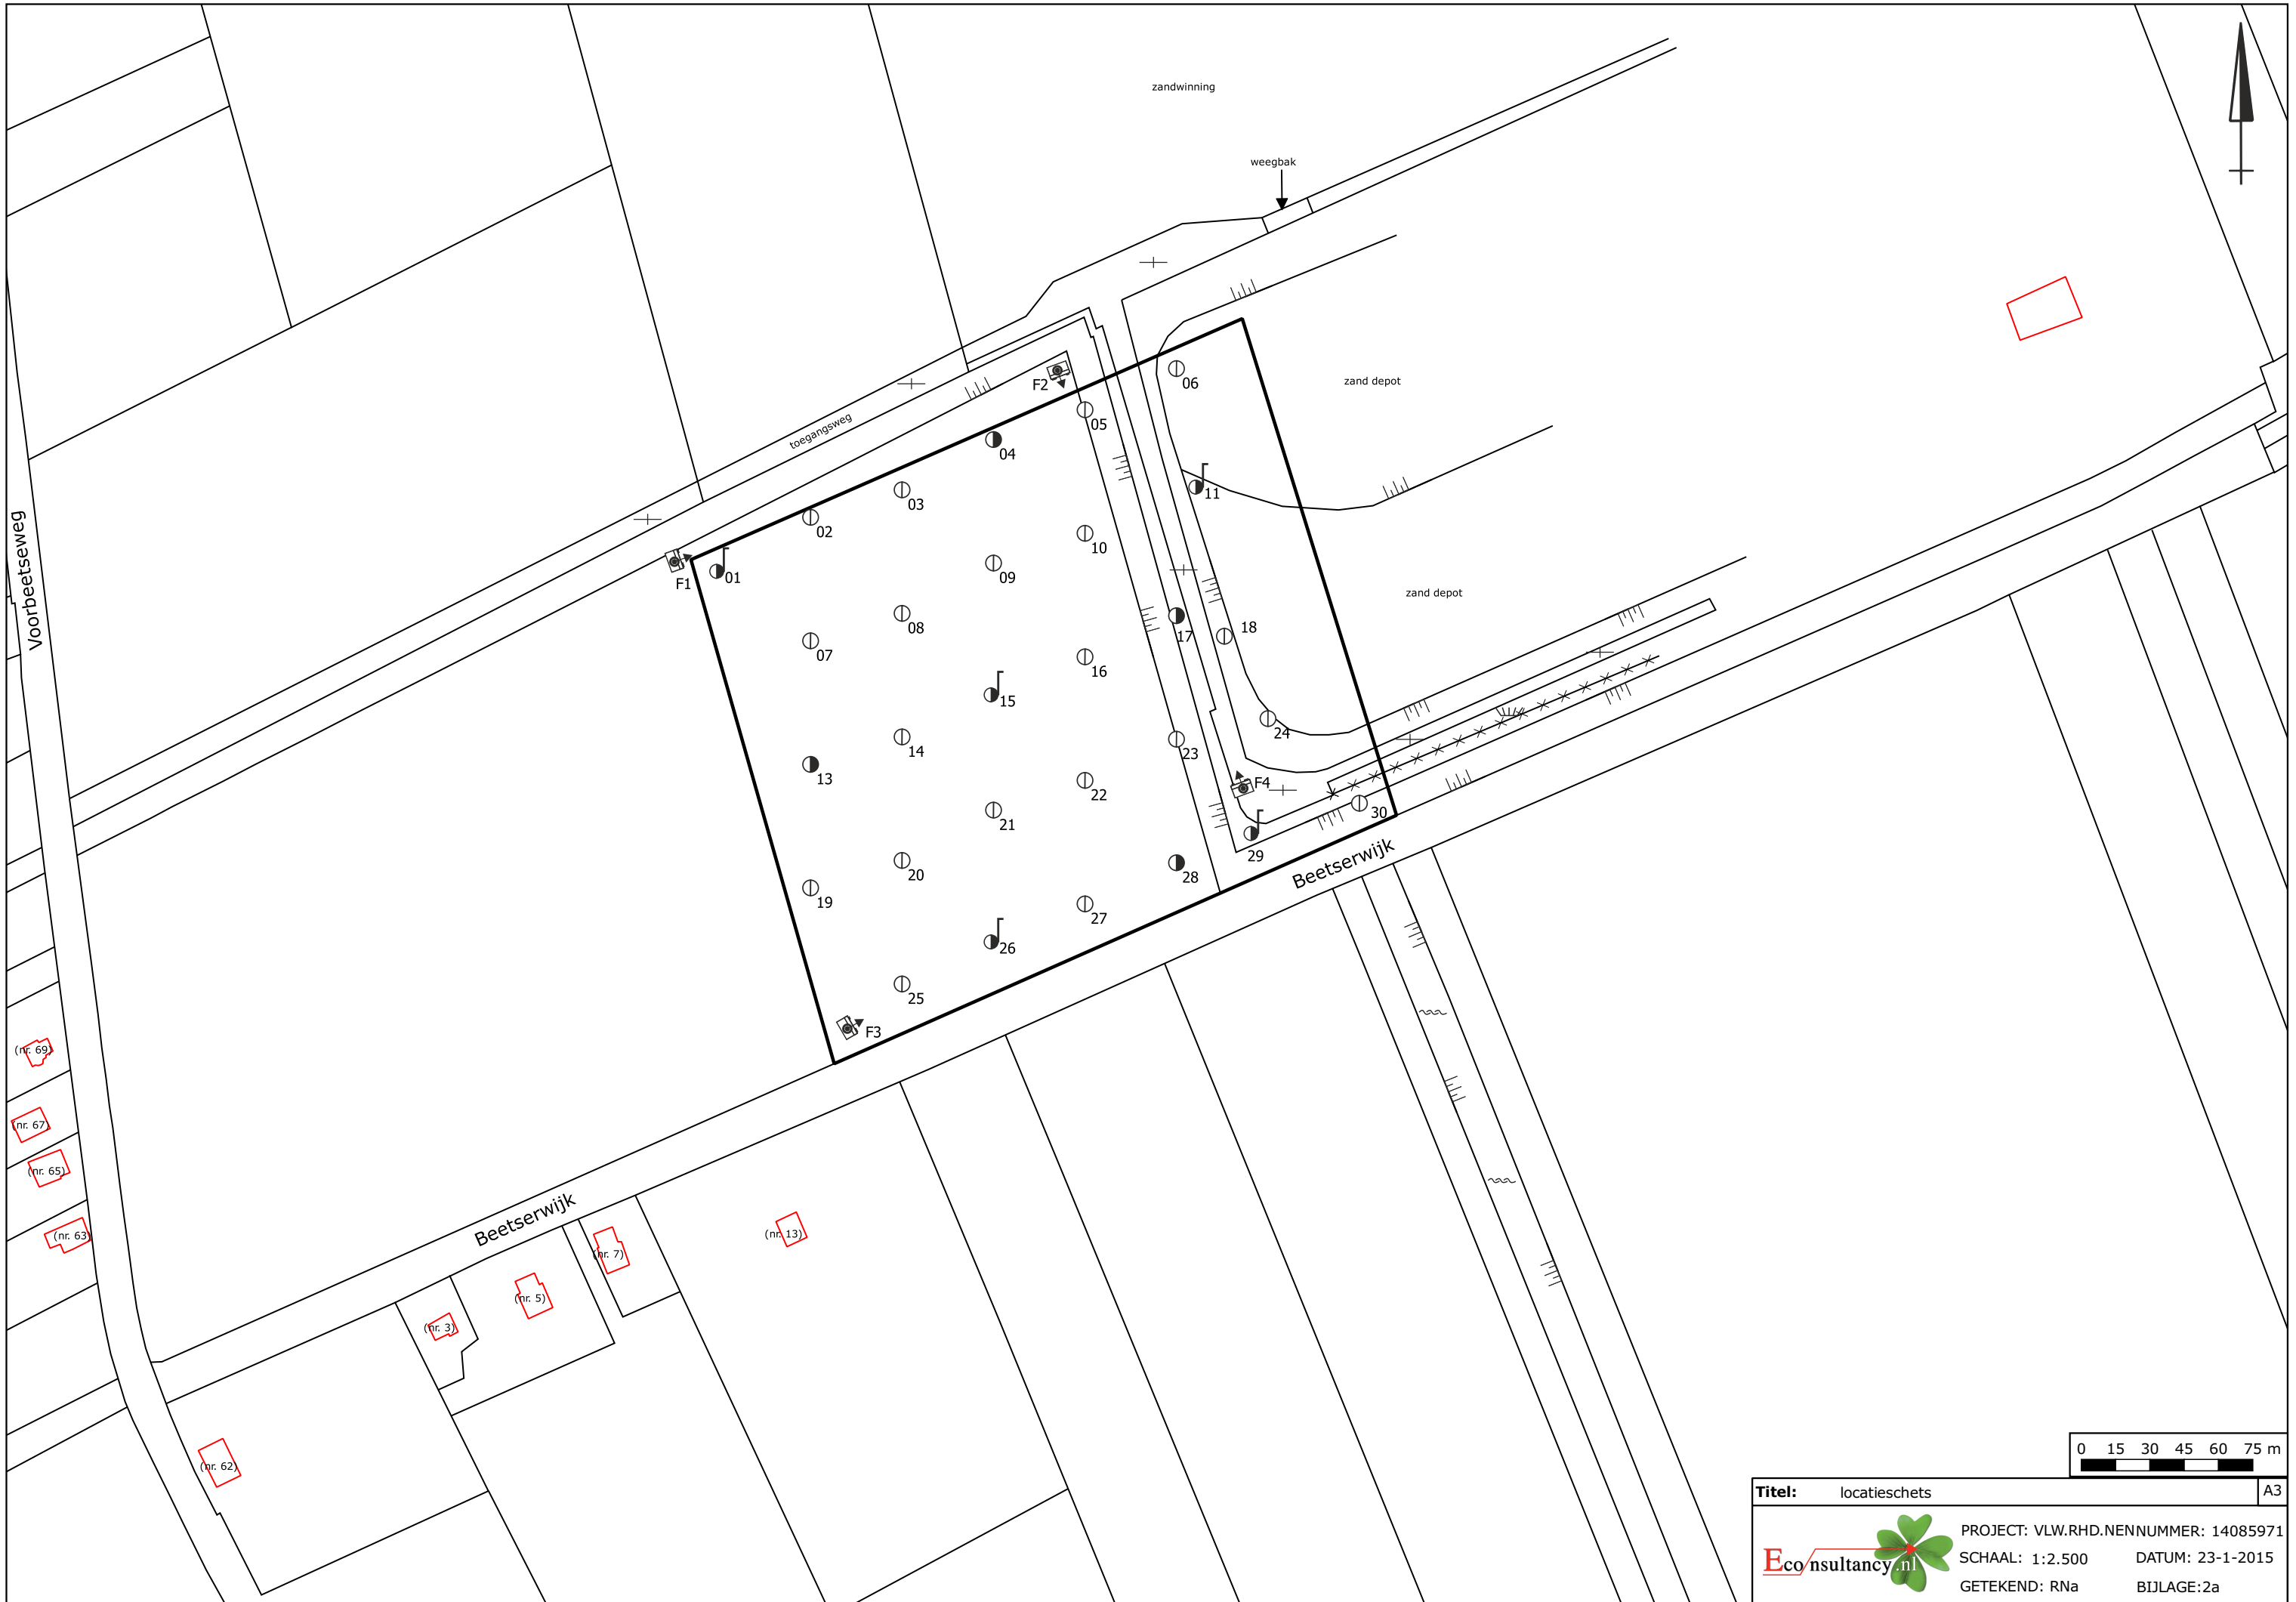 zandwinning
weegbak
zand depot
toegangsweg
zand depot
Voorbeetseweg
Beetserwijk
Beetserwijk
F1
F2
F3
F4
01
02
03
04
05
06
07
08
09
10
11
13
14
15
16
17
18
19
20
21
22
23
24
25
26
27
28
29
30
(nr. 69)
(nr. 67)
(nr. 65)
(nr. 63)
(nr. 62)
(nr. 3)
(nr. 5)
(nr. 7)
(nr. 13)
0 15 30 45 60 75 m
Titel: locatieschets A3
Econsultancy.nl
PROJECT: VLW.RHD.NEN NUMMER: 14085971
SCHAAL: 1:2.500 DATUM: 23-1-2015
GETEKEND: RNa BIJLAGE:2a